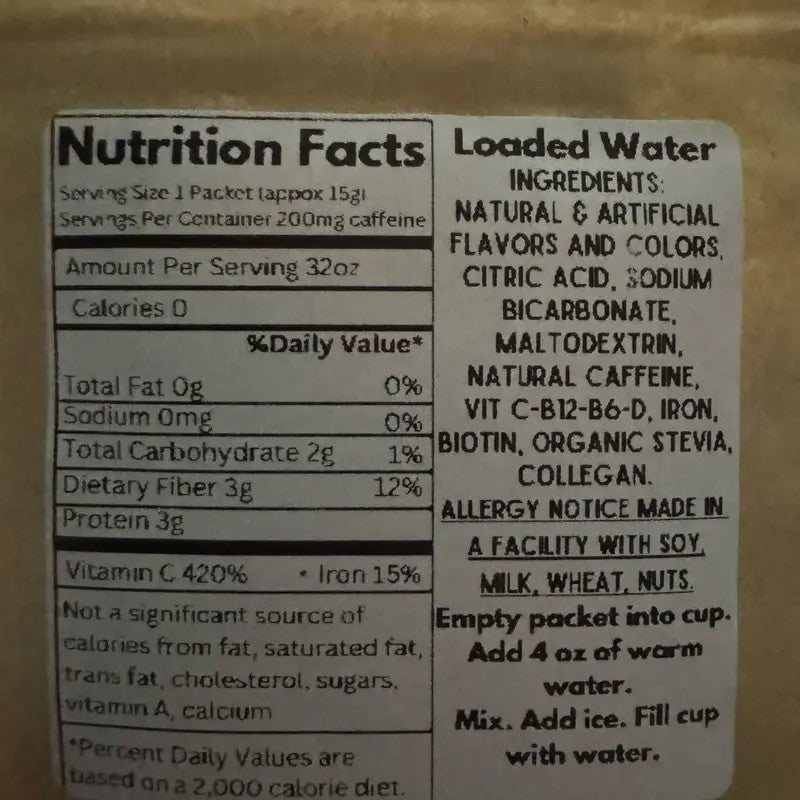 Nutrition Facts
Serving Size 1 Packet (appox 15g)
Servings Per Container 200mg caffeine
Amount Per Serving 32oz
Calories 0
%Daily Value*
Total Fat 0g 0%
Sodium 0mg 0%
Total Carbohydrate 2g 1%
Dietary Fiber 3g 12%
Protein 3g
Vitamin C 420% * Iron 15%
Not a significant source of
calories from fat, saturated fat,
trans fat, cholesterol, sugars,
vitamin A, calcium
*Percent Daily Values are
based on a 2,000 calorie diet.
Loaded Water
INGREDIENTS:
NATURAL & ARTIFICIAL
FLAVORS AND COLORS,
CITRIC ACID, SODIUM
BICARBONATE,
MALTODEXTRIN,
NATURAL CAFFEINE,
VIT C-B12-B6-D, IRON,
BIOTIN, ORGANIC STEVIA,
COLLEGAN.
ALLERGY NOTICE MADE IN
A FACILITY WITH SOY,
MILK, WHEAT, NUTS.
Empty packet into cup.
Add 4 oz of warm
water.
Mix. Add ice. Fill cup
with water.